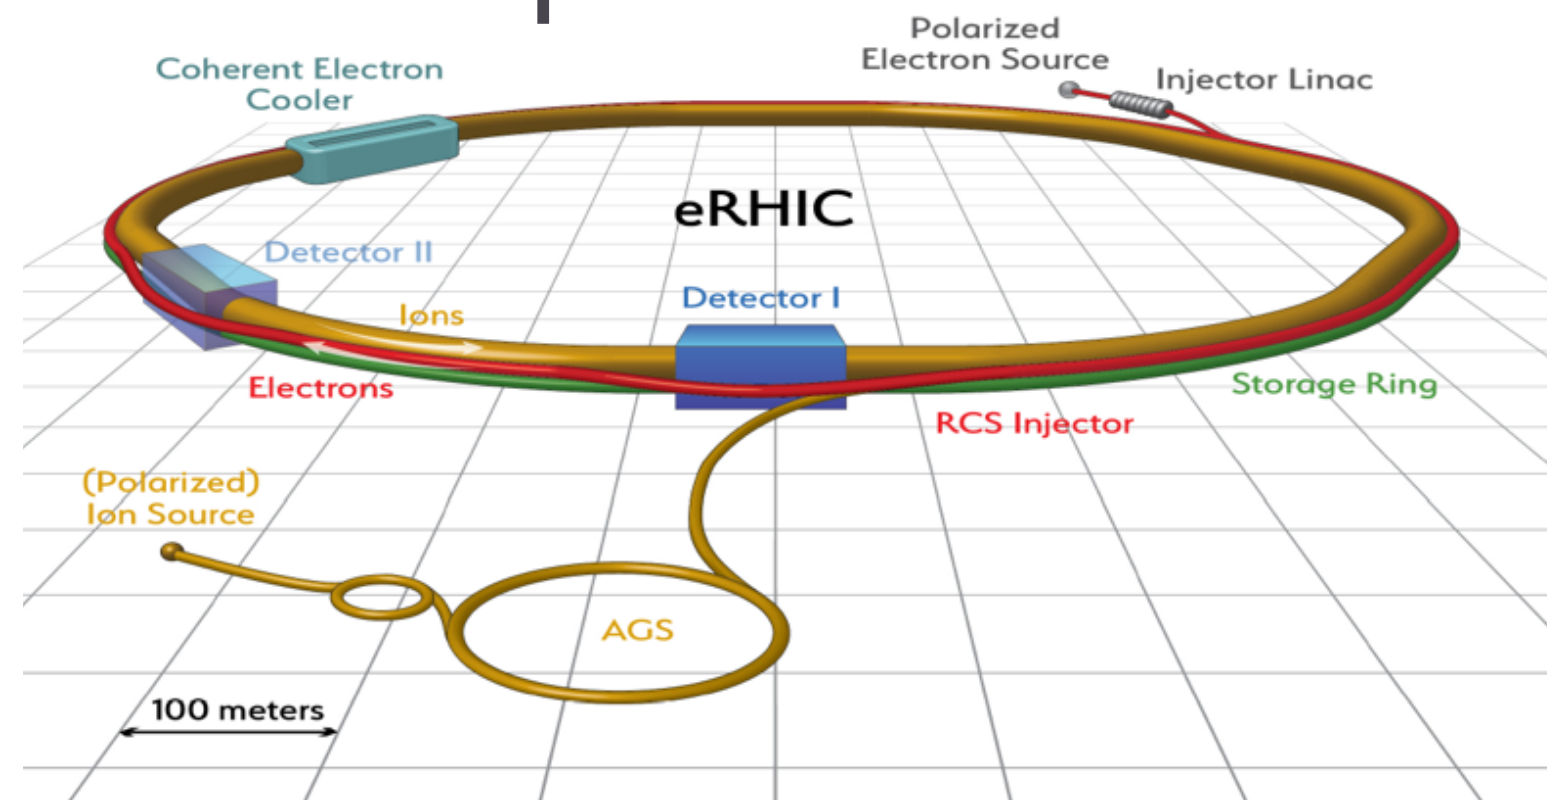 Polarized
Electron Source
Injector Linac
Coherent Electron
Cooler
eRHIC
Detector II
Detector I
Ions
Electrons
Storage Ring
RCS Injector
(Polarized)
Ion Source
AGS
100 meters